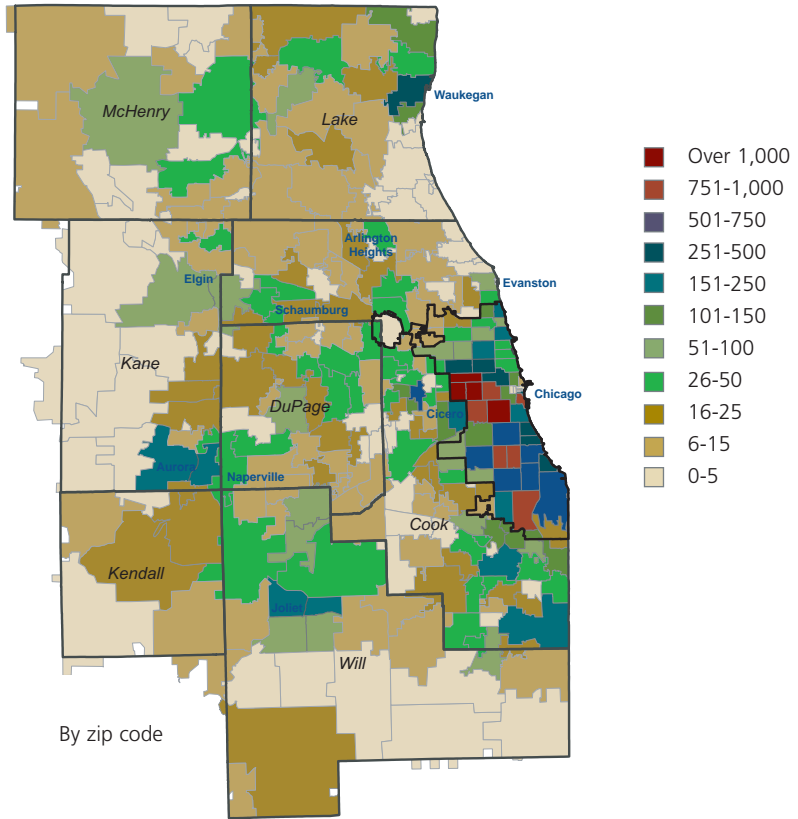 McHenry
Lake
Waukegan
Arlington
Heights
Elgin
Evanston
Schaumburg
Kane
DuPage
Cicero
Chicago
Aurora
Naperville
Cook
Kendall
Joliet
Will
By zip code
Over 1,000
751-1,000
501-750
251-500
151-250
101-150
51-100
26-50
16-25
6-15
0-5